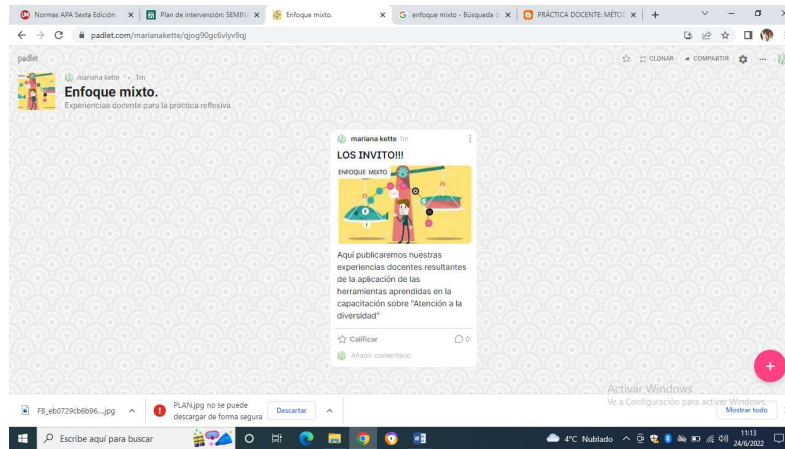 Normas APA Sexta Edición
Plan de intervención: SEMIN
Enfoque mixto.
enfoque mixto - Búsqueda d
PRÁCTICA DOCENTE: MÉTOD
padlet.com/marianakette/qjog90gc6vlyv9qj
padlet
CLONAR
COMPARTIR
mariana kette • 1m
Enfoque mixto.
Experiencias docente para la práctica reflexiva.
mariana kette 1m
LOS INVITO!!!
ENFOQUE MIXTO
Aquí publicaremos nuestras
experiencias docentes resultantes
de la aplicación de las
herramientas aprendidas en la
capacitación sobre "Atención a la
diversidad"
Calificar
0
Añadir comentario
Activar Windows
Ve a Configuración para activar Windows.
FB_eb0729cb6b96....jpg
PLAN.jpg no se puede
descargar de forma segura
Descartar
Mostrar todo
Escribe aquí para buscar
4°C Nublado
11:13
24/6/2022